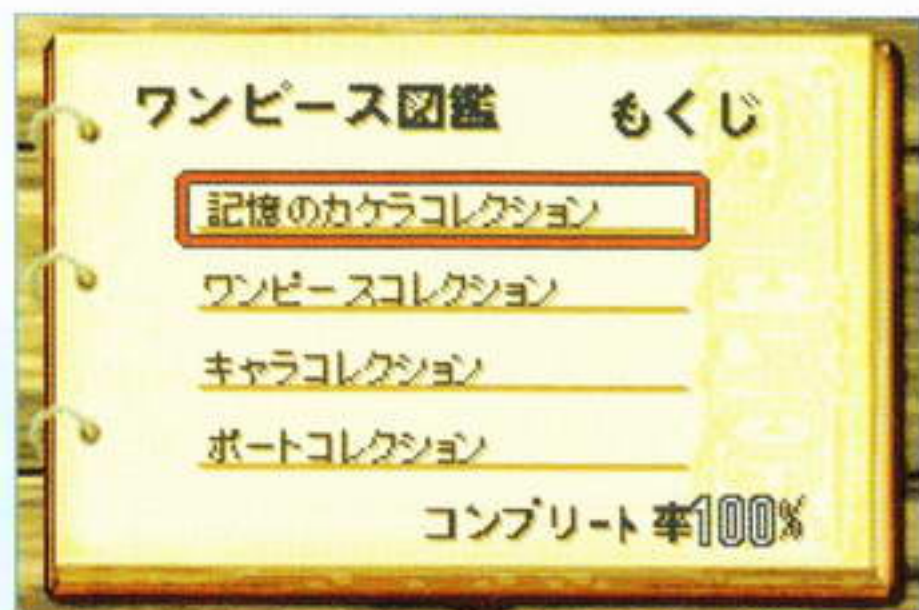 ワンピース図鑑 もくじ
記憶のカケラコレクション
ワンピースコレクション
キャラコレクション
ボートコレクション
コンプリート率100%